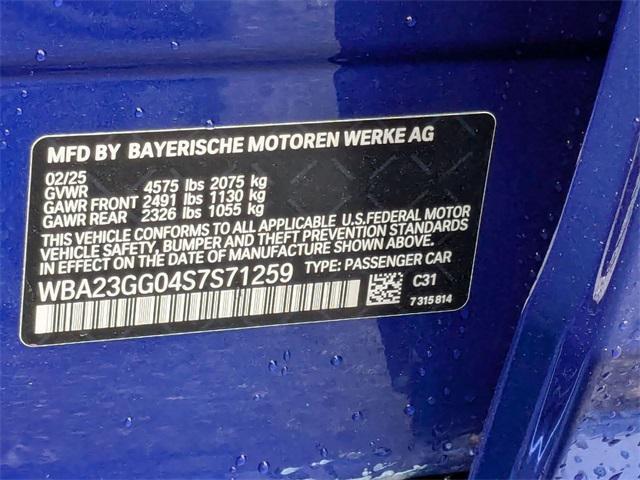 MFD BY BAYERISCHE MOTOREN WERKE AG
02/25
GVWR 4575 lbs 2075 kg
GAWR FRONT 2491 lbs 1130 kg
GAWR REAR 2326 lbs 1055 kg
THIS VEHICLE CONFORMS TO ALL APPLICABLE U.S.FEDERAL MOTOR
VEHICLE SAFETY, BUMPER AND THEFT PREVENTION STANDARDS
IN EFFECT ON THE DATE OF MANUFACTURE SHOWN ABOVE.
WBA23GG04S7S71259 TYPE: PASSENGER CAR
C31
7 315 814